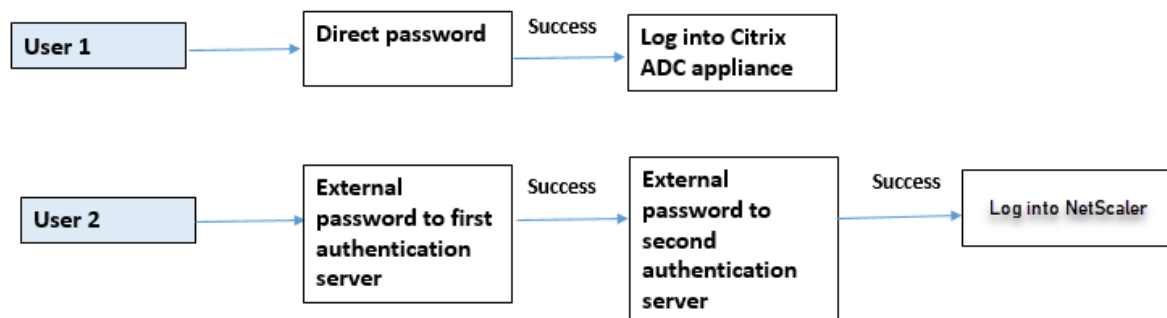 User 1
Direct password
Success
Log into Citrix
ADC appliance
User 2
External
password to first
authentication
server
Success
External
password to
second
authentication
server
Success
Log into NetScaler